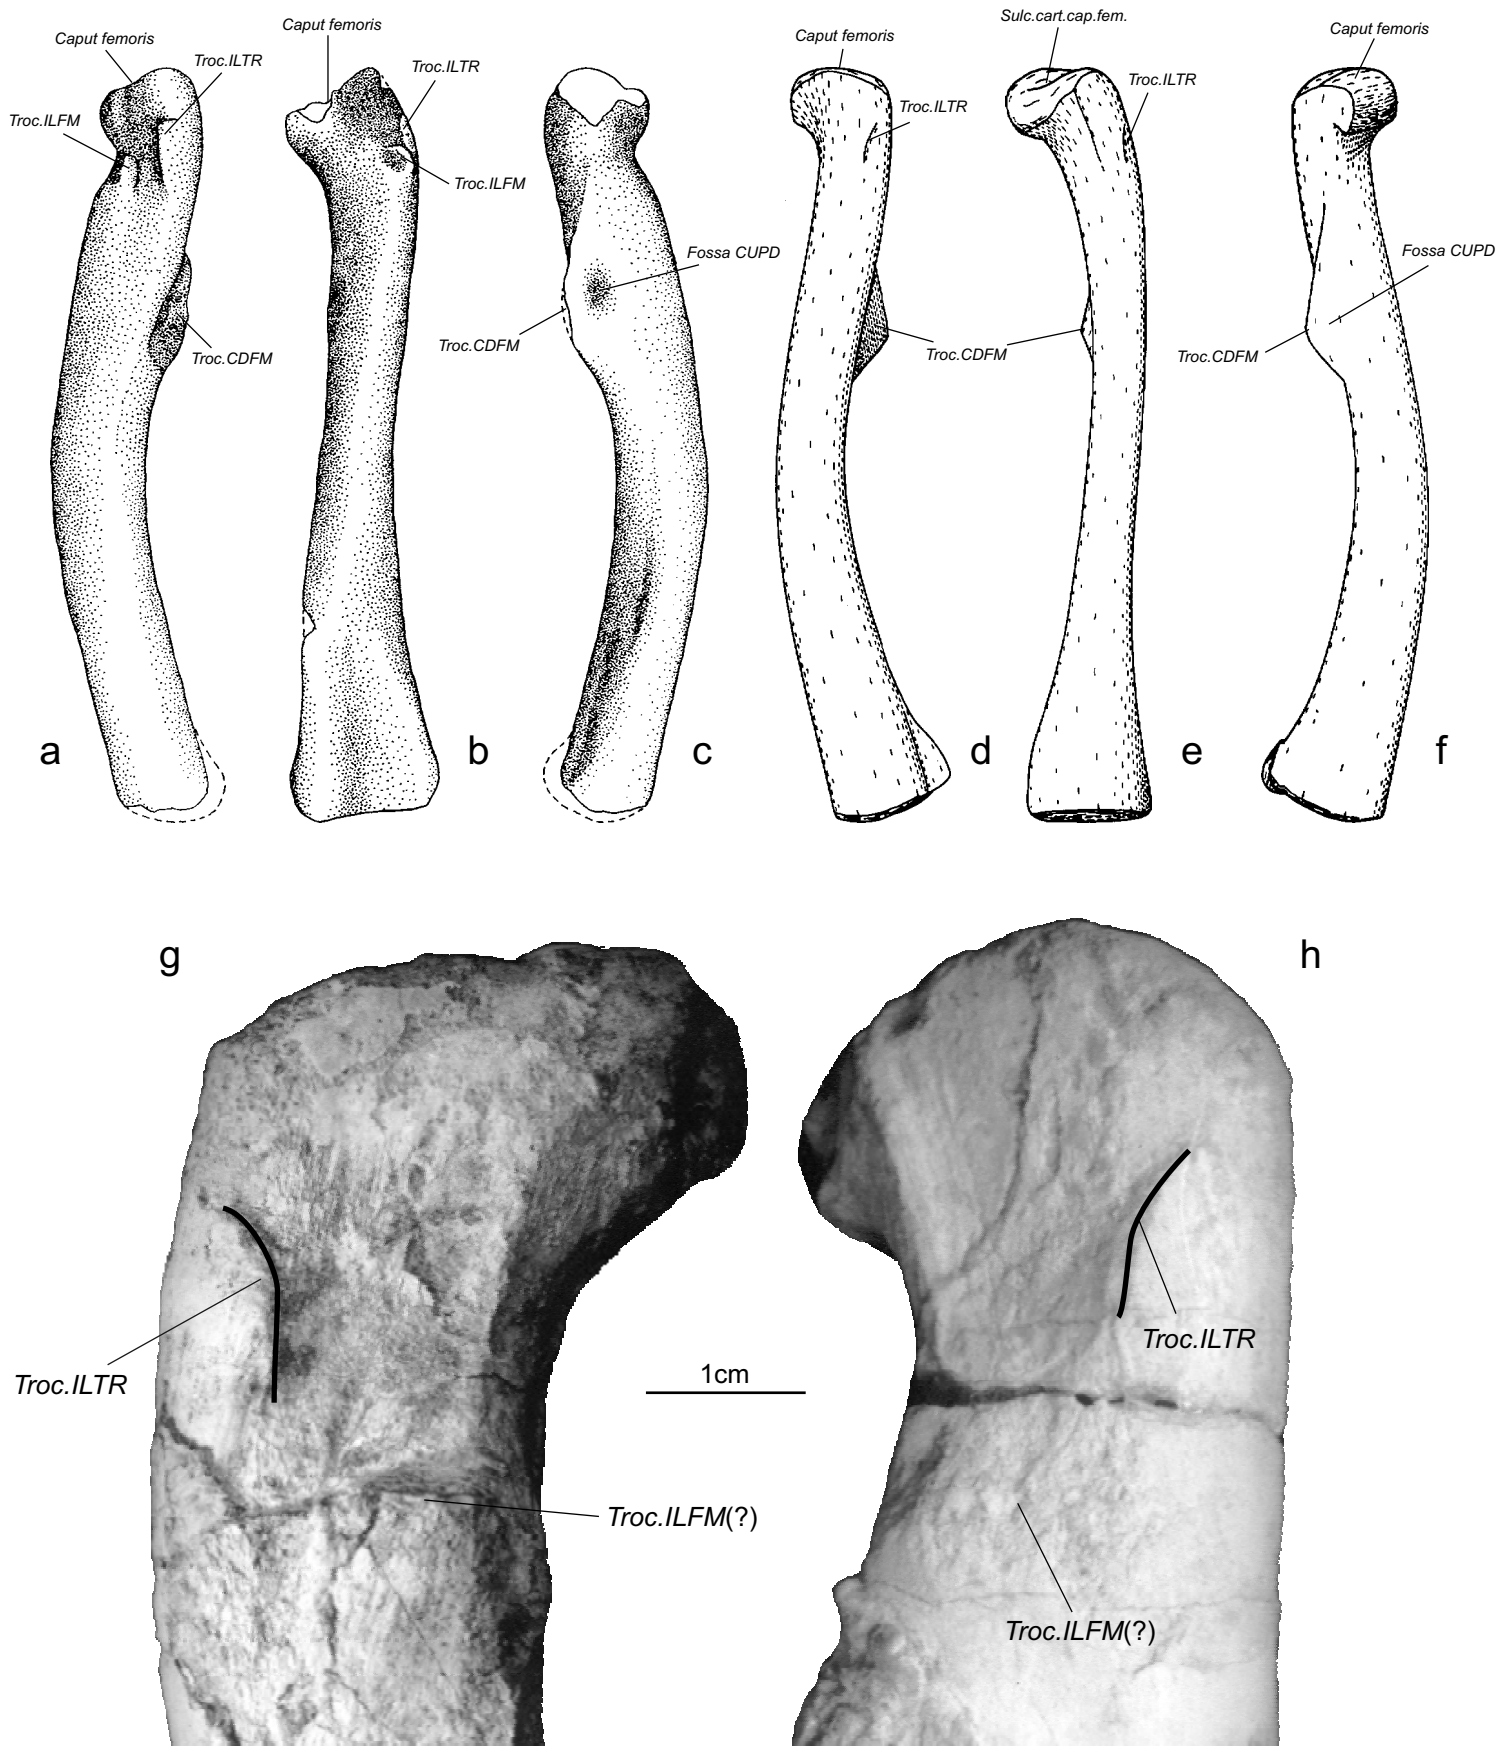 Caput femoris
Troc.ILTR
Troc.ILFM
Troc.CDFM
a
Caput femoris
Troc.ILTR
Troc.ILFM
b
Fossa CUPD
Troc.CDFM
c
Caput femoris
Troc.ILTR
Troc.CDFM
d
Sulc.cart.cap.fem.
Troc.ILTR
e
Caput femoris
Fossa CUPD
Troc.CDFM
f
g
Troc.ILTR
Troc.ILFM(?)
1cm
h
Troc.ILTR
Troc.ILFM(?)